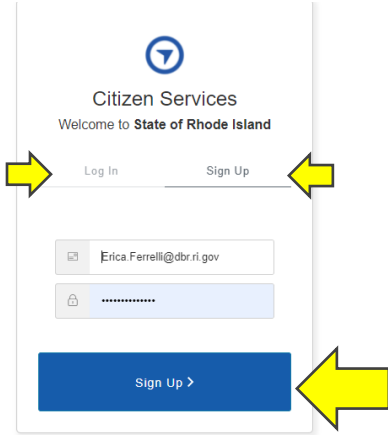 Citizen Services
Welcome to State of Rhode Island
Log In
Sign Up
Erica.Ferrelli@dbr.ri.gov
••••••••••••••
Sign Up >